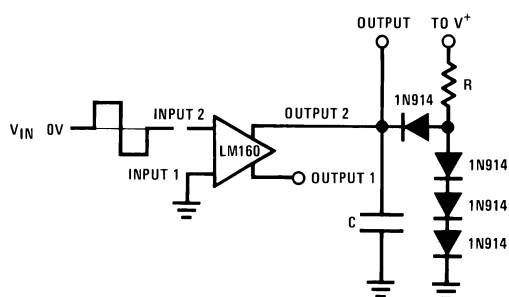 OUTPUT
TO V+
R
1N914
INPUT 2
OUTPUT 2
VIN 0V
LM160
INPUT 1
OUTPUT 1
1N914
1N914
C
1N914